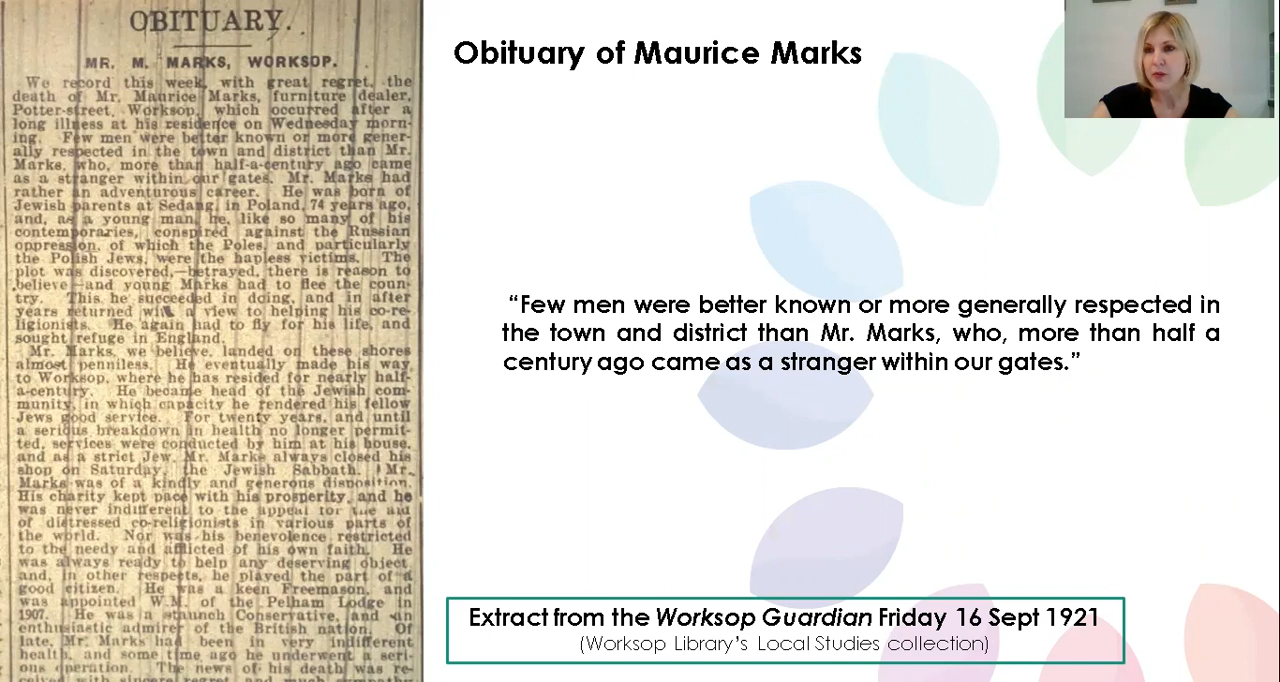 OBITUARY.
MR. M. MARKS, WORKSOP.
We record this week, with great regret, the
death of Mr. Maurice Marks, furniture dealer,
Potter-street, Worksop, which occurred after a
long illness at his residence on Wednesday morn-
ing. Few men were better known or more gener-
ally respected in the town and district than Mr.
Marks, who, more than half-a-century ago came
as a stranger within our gates. Mr. Marks had
rather an adventurous career. He was born of
Jewish parents at Sedang, in Poland, 74 years ago,
and, as a young man, he, like so many of his
contemporaries, conspired against the Russian
oppression, of which the Poles, and particularly
the Polish Jews, were the hapless victims. The
plot was discovered,—betrayed, there is reason to
believe—and young Marks had to flee the coun-
try. This he succeeded in doing, and in after
years returned with a view to helping his co-re-
ligionists. He again had to fly for his life, and
sought refuge in England.
Mr. Marks, we believe, landed on these shores
almost penniless. He eventually made his way
to Worksop, where he has resided for nearly half-
a-century. He became head of the Jewish com-
munity, in which capacity he rendered his fellow
Jews good service. For twenty years, and until
a serious breakdown in health no longer permit-
ted, services were conducted by him at his house,
and as a strict Jew, Mr. Marks always closed his
shop on Saturday, the Jewish Sabbath. Mr.
Marks was of a kindly and generous disposition.
His charity kept pace with his prosperity, and he
was never indifferent to the appeal for the aid
of distressed co-religionists in various parts of
the world. Nor was his benevolence restricted
to the needy and afflicted of his own faith. He
was always ready to help any deserving object
and, in other respects, he played the part of a
good citizen. He was a keen Freemason, and
was appointed W.M. of the Pelham Lodge in
1907. He was a staunch Conservative, and an
enthusiastic admirer of the British nation. Of
late, Mr. Marks had been in very indifferent
health, and some time ago he underwent a seri-
ous operation. The news of his death was re-
ceived with sincere regret, and much sympathy
Obituary of Maurice Marks
“Few men were better known or more generally respected in
the town and district than Mr. Marks, who, more than half a
century ago came as a stranger within our gates.”
Extract from the Worksop Guardian Friday 16 Sept 1921
(Worksop Library’s Local Studies collection)